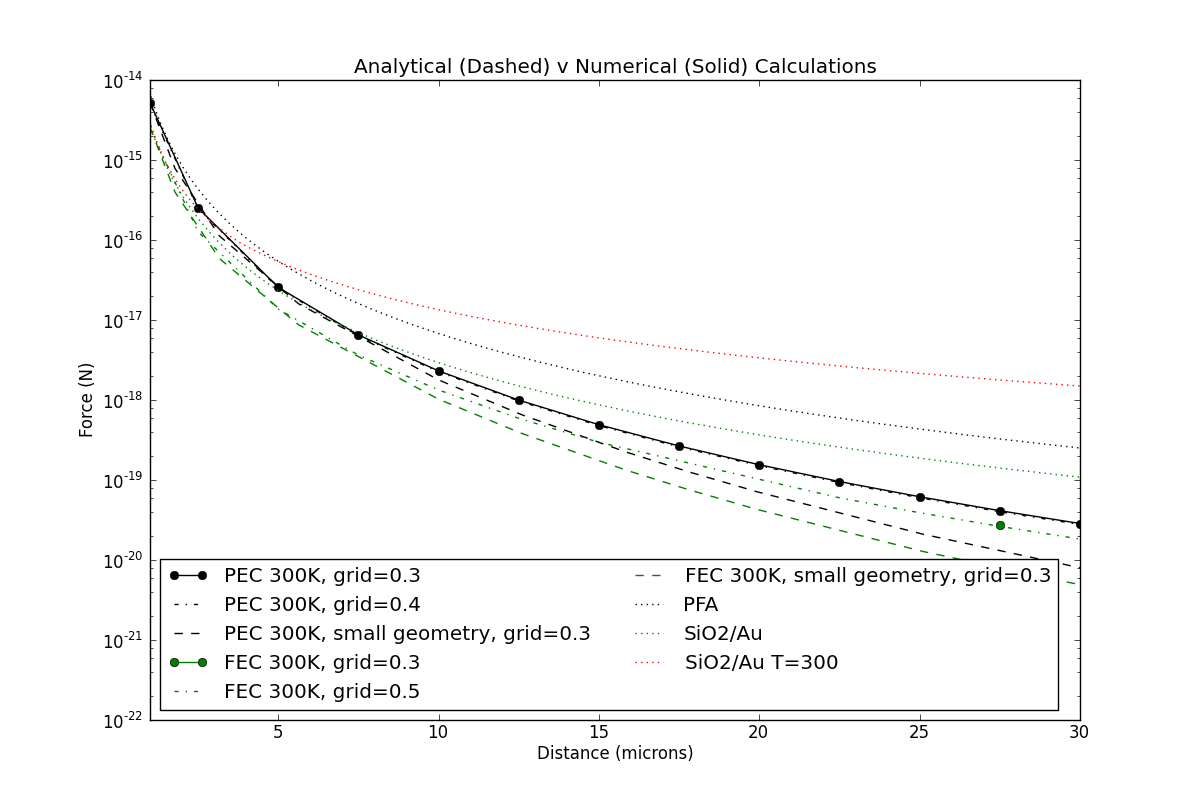 Analytical (Dashed) v Numerical (Solid) Calculations
10^-14
10^-15
10^-16
10^-17
10^-18
10^-19
10^-20
10^-21
10^-22
Force (N)
PEC 300K, grid=0.3
PEC 300K, grid=0.4
PEC 300K, small geometry, grid=0.3
FEC 300K, grid=0.3
FEC 300K, grid=0.5
FEC 300K, small geometry, grid=0.3
PFA
SiO2/Au
SiO2/Au T=300
5 10 15 20 25 30
Distance (microns)